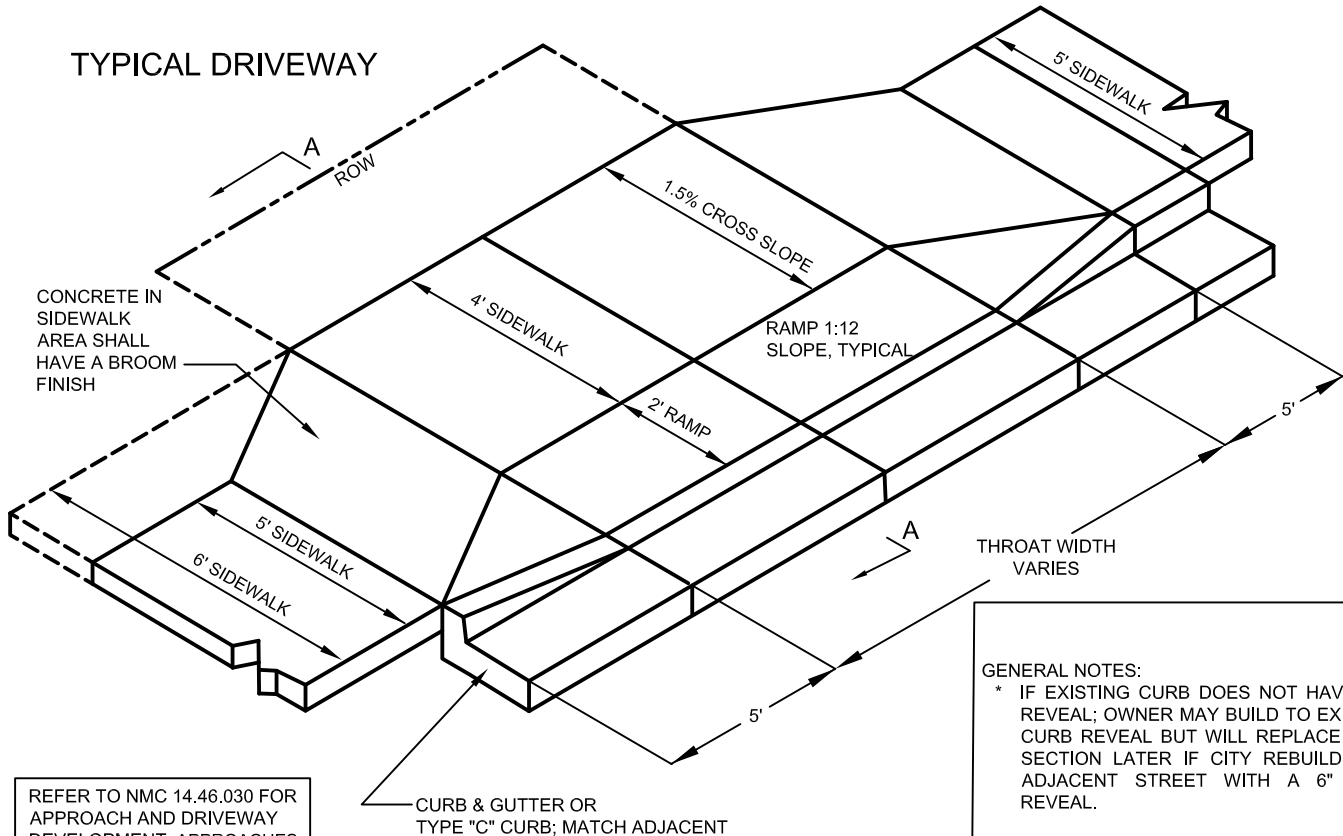 TYPICAL DRIVEWAY
5' SIDEWALK
A
ROW
1.5% CROSS SLOPE
CONCRETE IN
SIDEWALK
AREA SHALL
HAVE A BROOM
FINISH
4' SIDEWALK
RAMP 1:12
SLOPE, TYPICAL
2' RAMP
5'
5' SIDEWALK
6' SIDEWALK
A
THROAT WIDTH
VARIES
5'
GENERAL NOTES:
* IF EXISTING CURB DOES NOT HAV
REVEAL; OWNER MAY BUILD TO EX
CURB REVEAL BUT WILL REPLACE
SECTION LATER IF CITY REBUILD
ADJACENT STREET WITH A 6"
REVEAL.
REFER TO NMC 14.46.030 FOR
APPROACH AND DRIVEWAY
DEVELOPMENT. APPROACHES
CURB & GUTTER OR
TYPE "C" CURB; MATCH ADJACENT